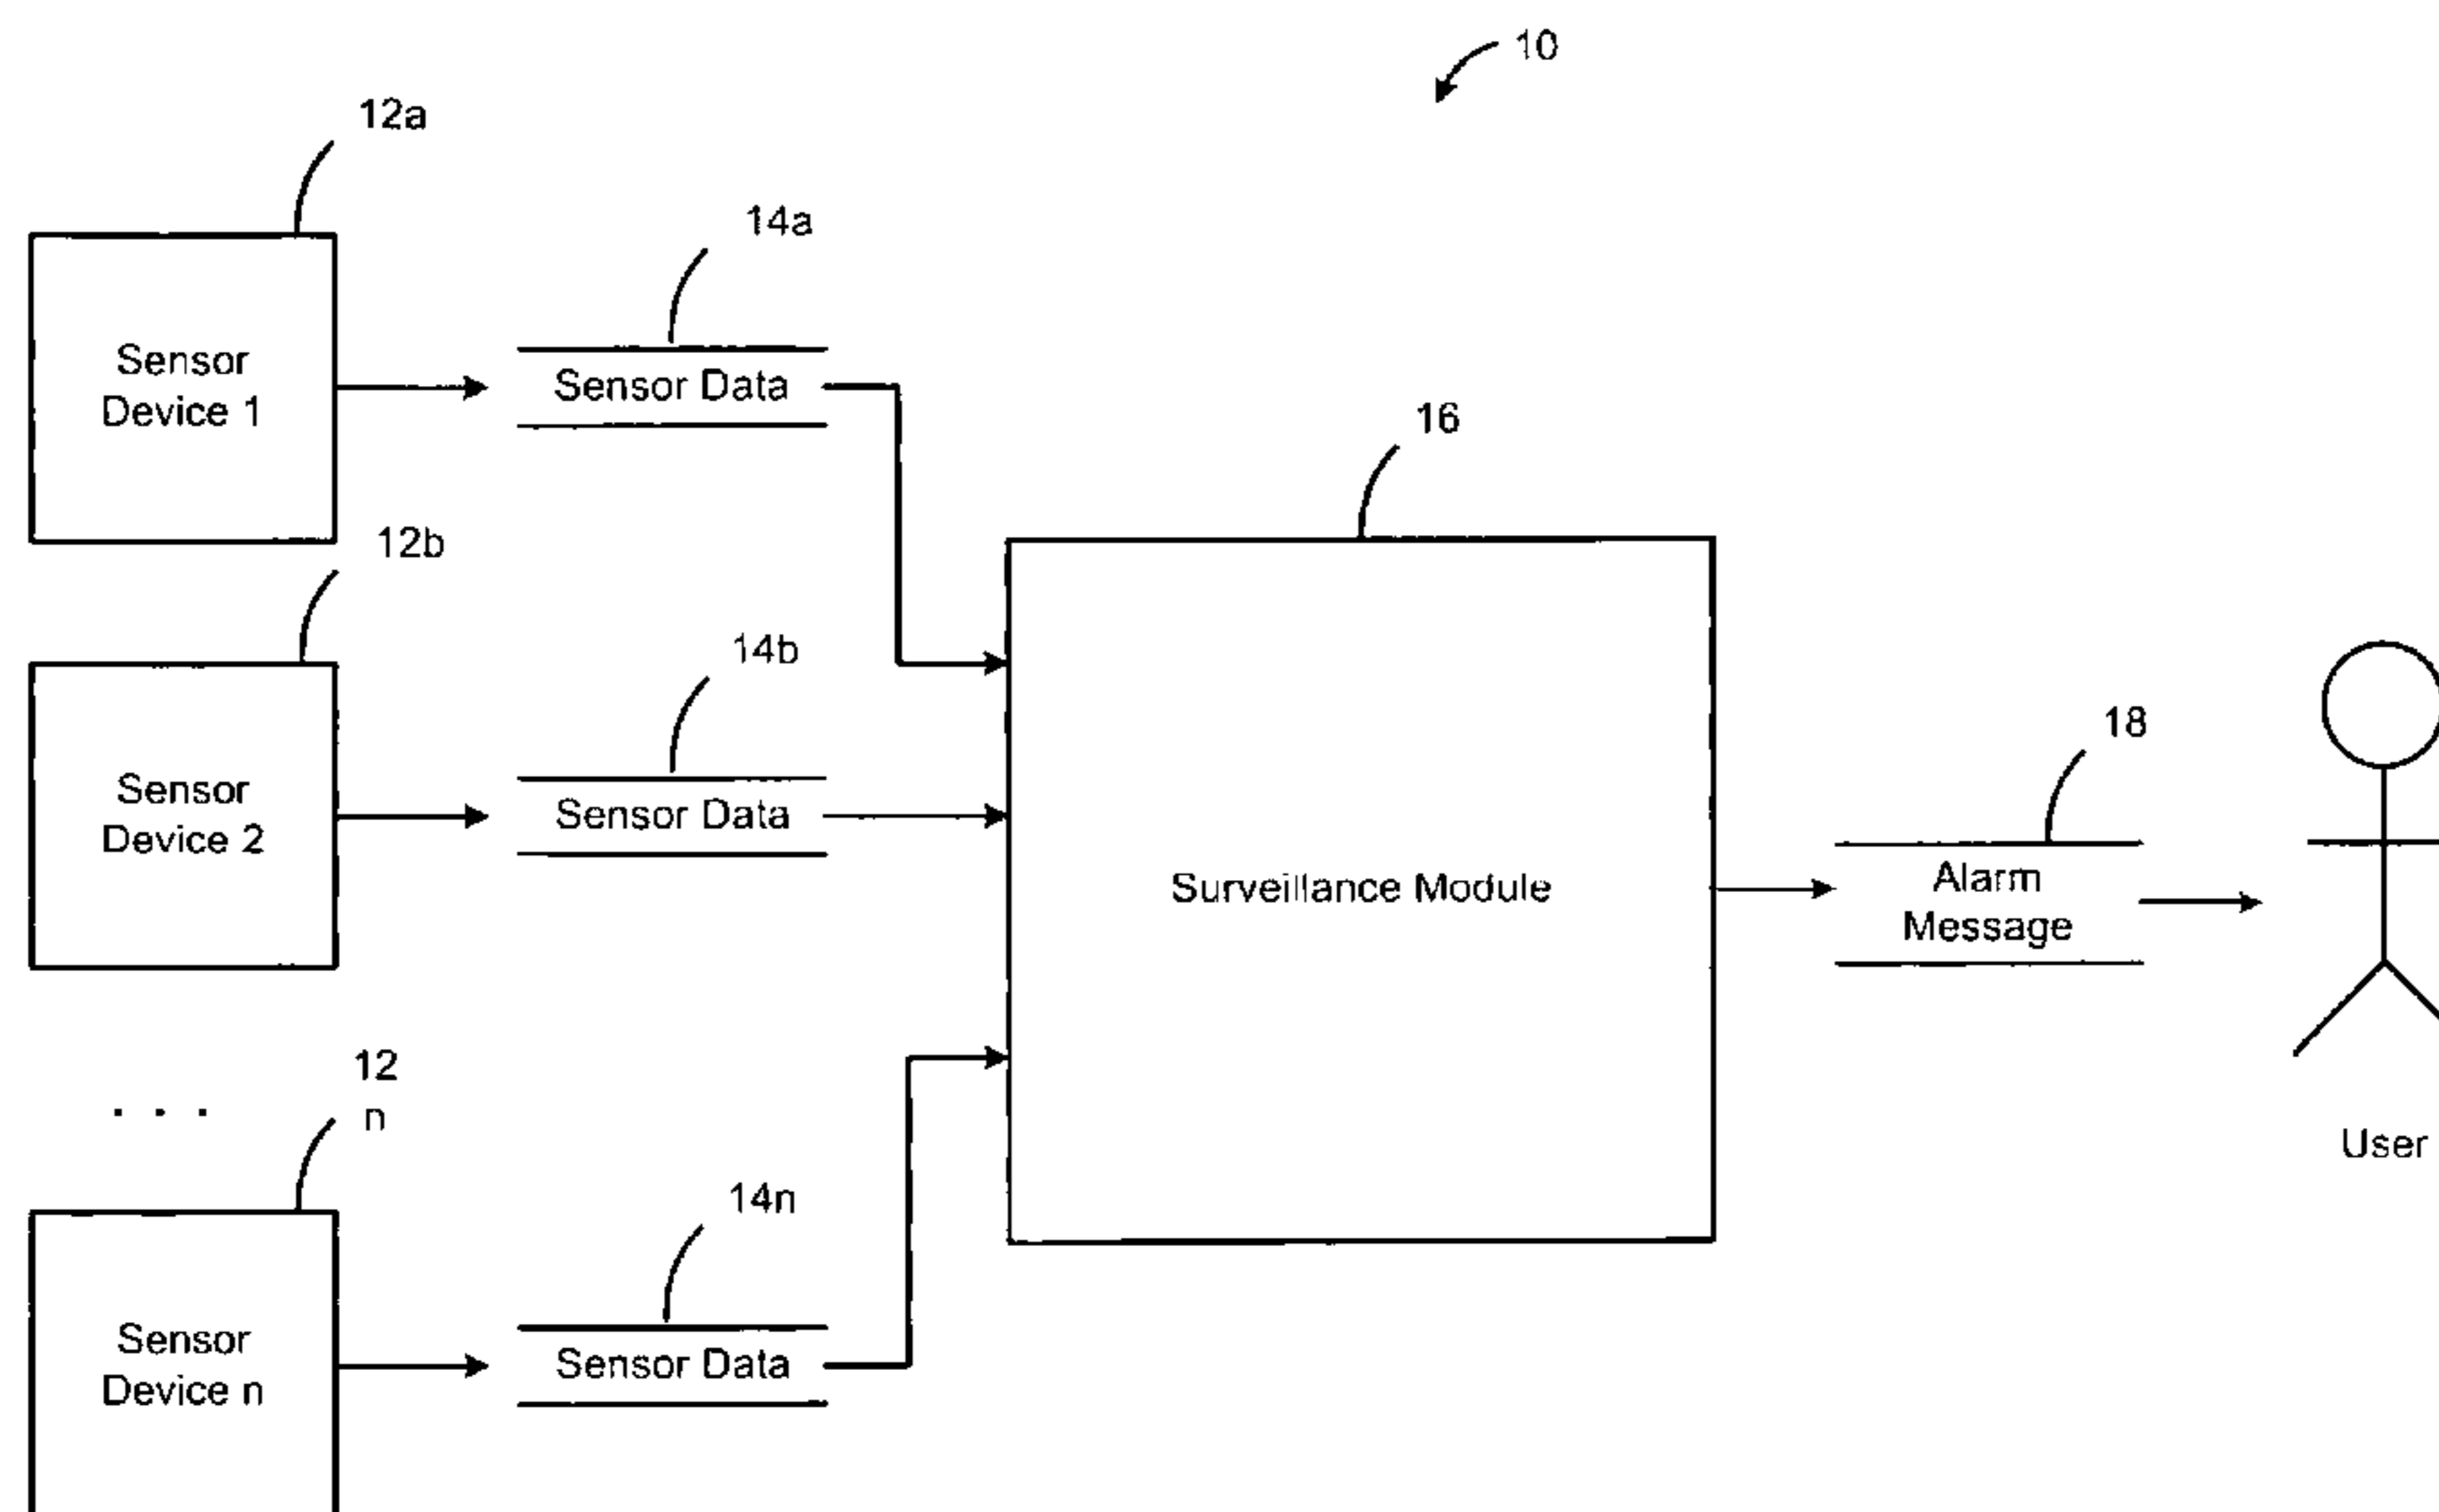 10
12a
14a
Sensor
Device 1
Sensor Data
16
12b
14b
Sensor
Device 2
Sensor Data
Surveillance Module
18
Alarm
Message
12
n
. . .
User
14n
Sensor
Device n
Sensor Data